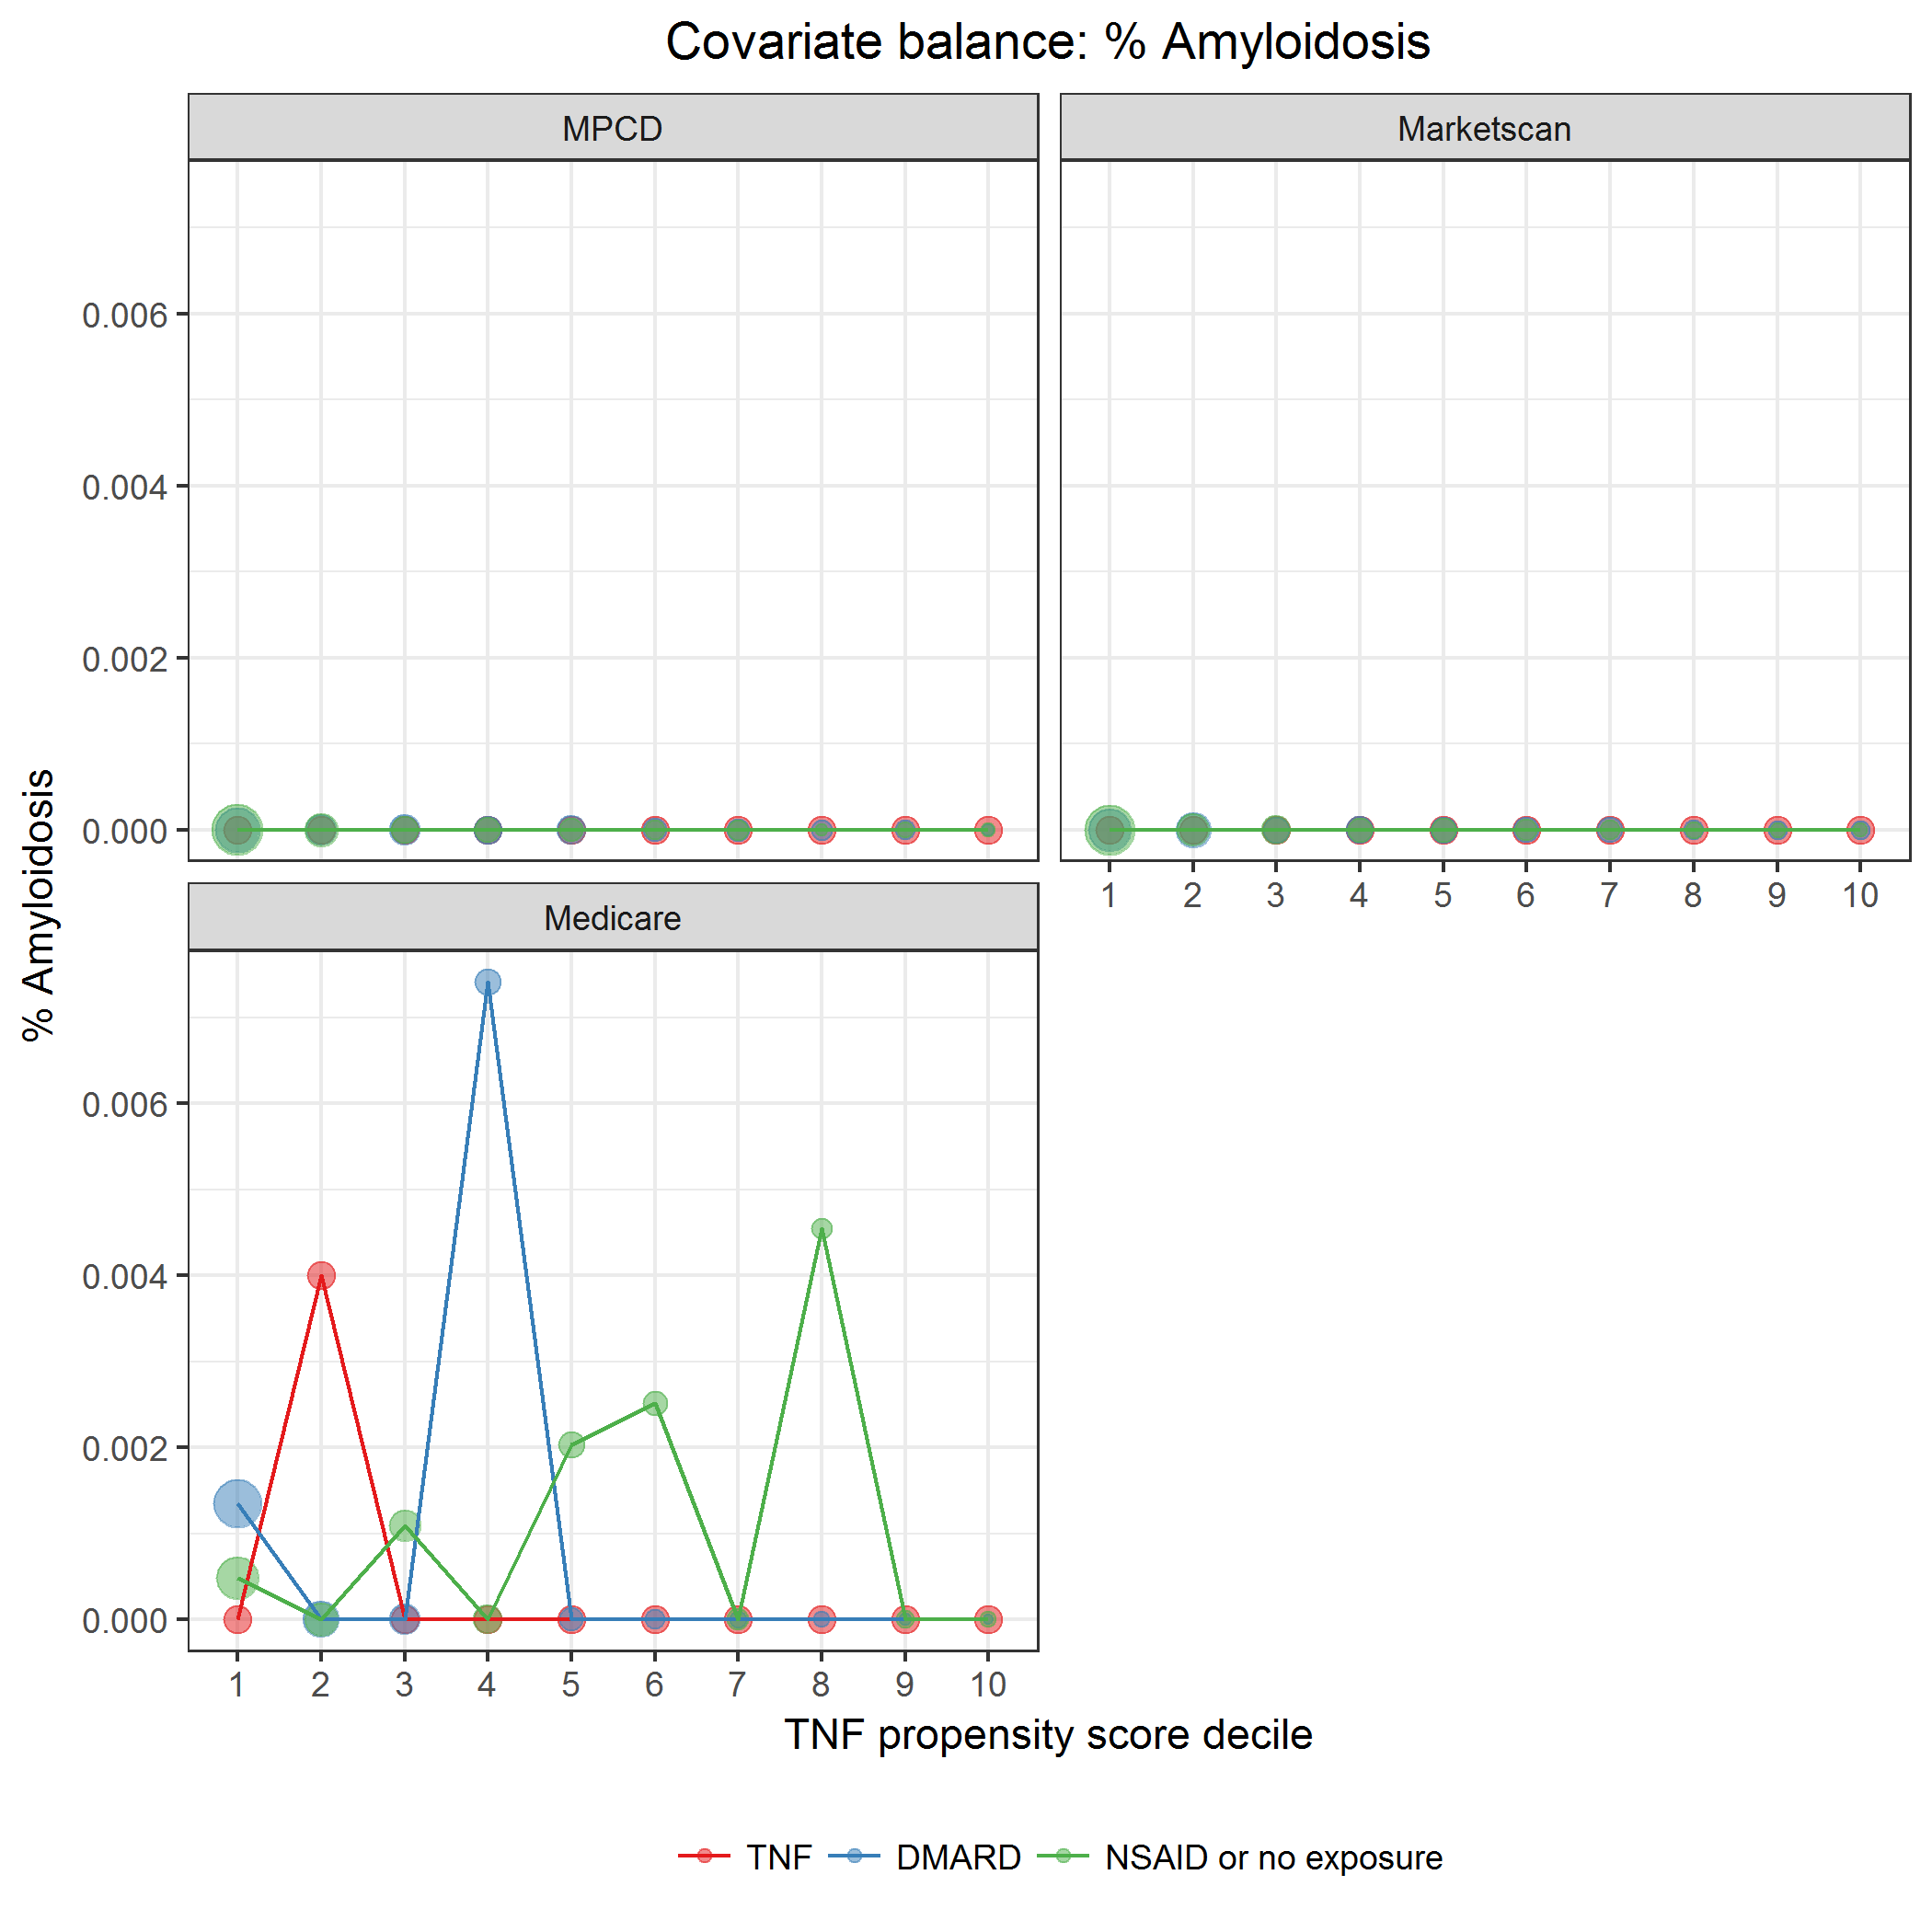 Covariate balance: % Amyloidosis
MPCD
Marketscan
0.006
0.004
0.002
0.000
1 2 3 4 5 6 7 8 9 10
Medicare
% Amyloidosis
0.006
0.004
0.002
0.000
1 2 3 4 5 6 7 8 9 10
TNF propensity score decile
TNF DMARD NSAID or no exposure